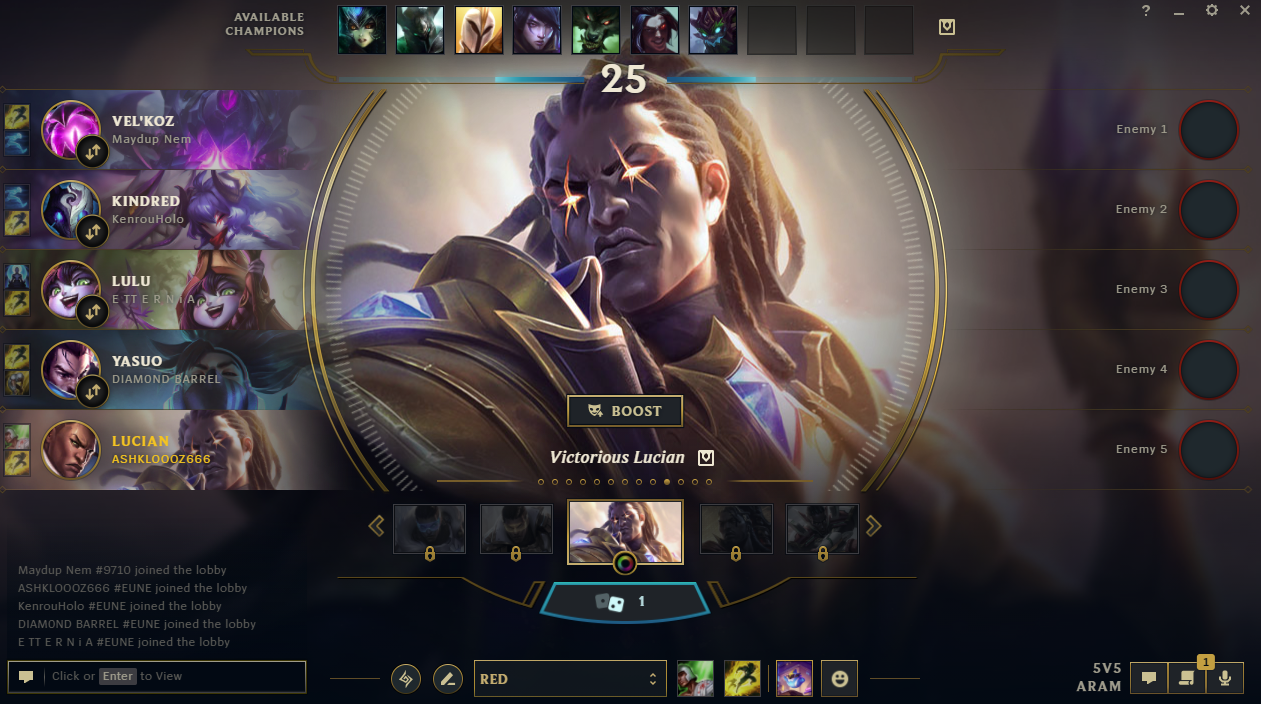 AVAILABLE
CHAMPIONS
?
25
VEL'KOZ
Maydup Nem
KINDRED
KenrouHolo
LULU
E TT E R N i A
YASUO
DIAMOND BARREL
LUCIAN
ASHKLOOOZ666
Enemy 1
Enemy 2
Enemy 3
Enemy 4
Enemy 5
BOOST
Victorious Lucian
1
Maydup Nem #9710 joined the lobby
ASHKLOOOZ666 #EUNE joined the lobby
KenrouHolo #EUNE joined the lobby
DIAMOND BARREL #EUNE joined the lobby
E TT E R N i A #EUNE joined the lobby
Click or Enter to View
RED
5V5
ARAM
1